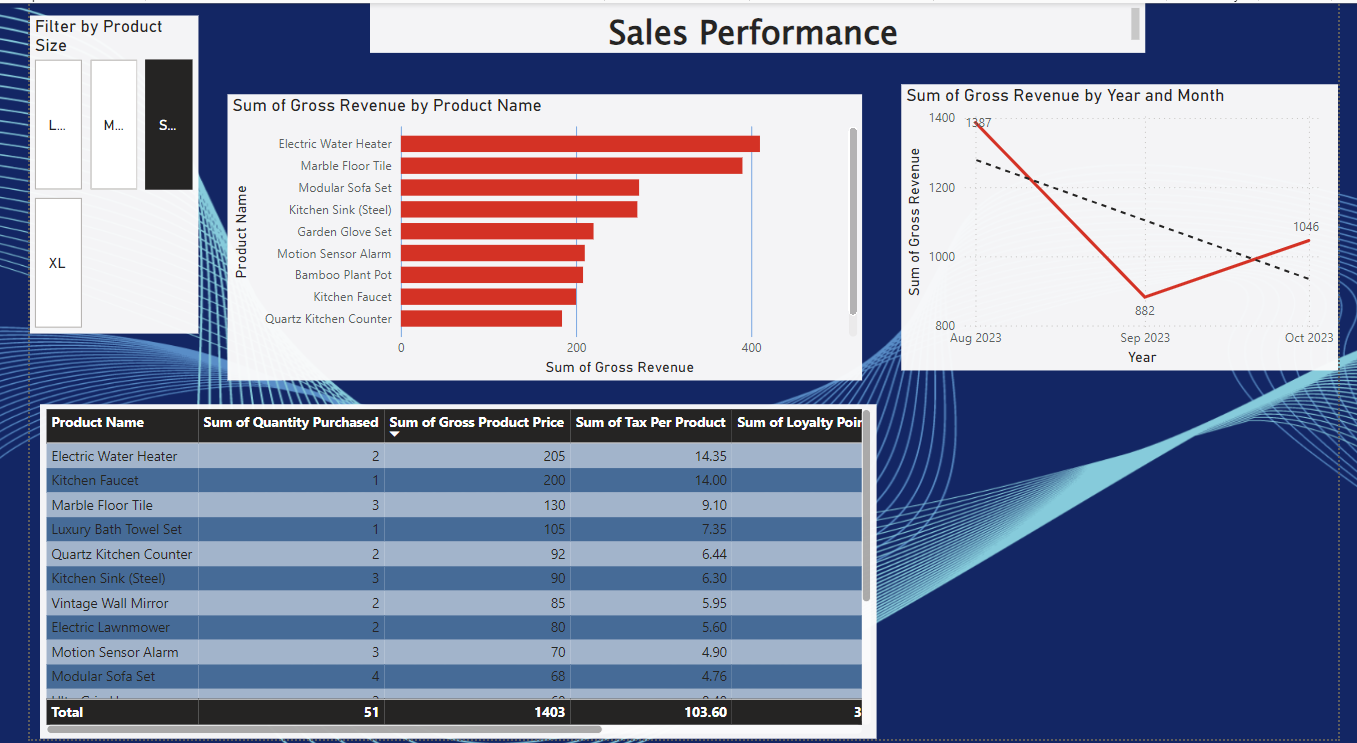 Filter by Product
Size
L...
M...
S...
XL
Sales Performance
Sum of Gross Revenue by Product Name
Product Name
Electric Water Heater
Marble Floor Tile
Modular Sofa Set
Kitchen Sink (Steel)
Garden Glove Set
Motion Sensor Alarm
Bamboo Plant Pot
Kitchen Faucet
Quartz Kitchen Counter
0 200 400
Sum of Gross Revenue
Sum of Gross Revenue by Year and Month
Sum of Gross Revenue
1400
1200
1000
800
1387
882
1046
Aug 2023 Sep 2023 Oct 2023
Year
Product Name Sum of Quantity Purchased Sum of Gross Product Price Sum of Tax Per Product Sum of Loyalty Poin
Electric Water Heater 2 205 14.35
Kitchen Faucet 1 200 14.00
Marble Floor Tile 3 130 9.10
Luxury Bath Towel Set 1 105 7.35
Quartz Kitchen Counter 2 92 6.44
Kitchen Sink (Steel) 3 90 6.30
Vintage Wall Mirror 2 85 5.95
Electric Lawnmower 2 80 5.60
Motion Sensor Alarm 3 70 4.90
Modular Sofa Set 4 68 4.76
Total 51 1403 103.60 3